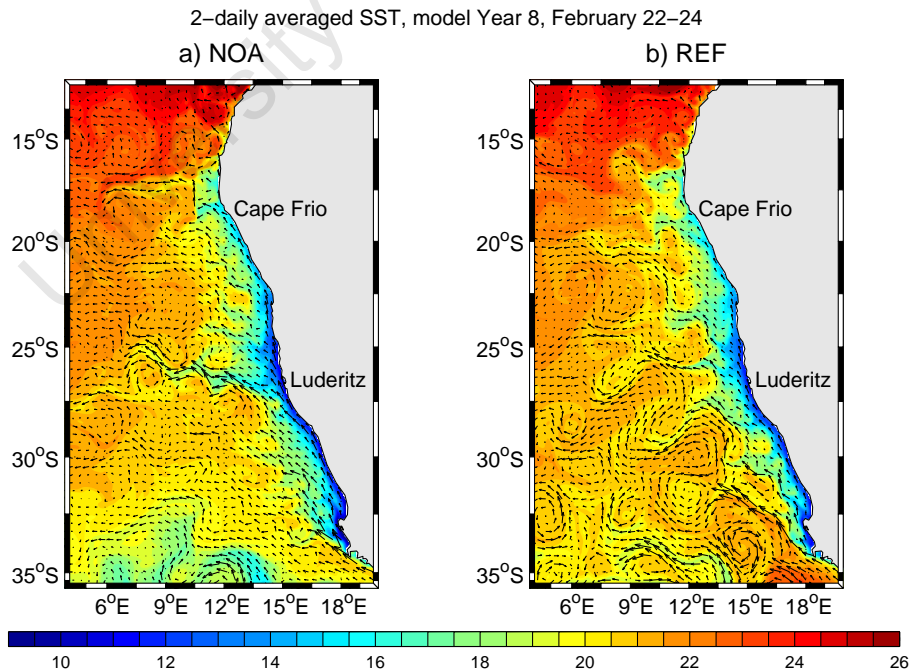 2−daily averaged SST, model Year 8, February 22−24
a) NOA
b) REF
15°S
20°S
25°S
30°S
35°S
Cape Frio
Luderitz
6°E 9°E 12°E 15°E 18°E
15°S
20°S
25°S
30°S
35°S
Cape Frio
Luderitz
6°E 9°E 12°E 15°E 18°E
10 12 14 16 18 20 22 24 26